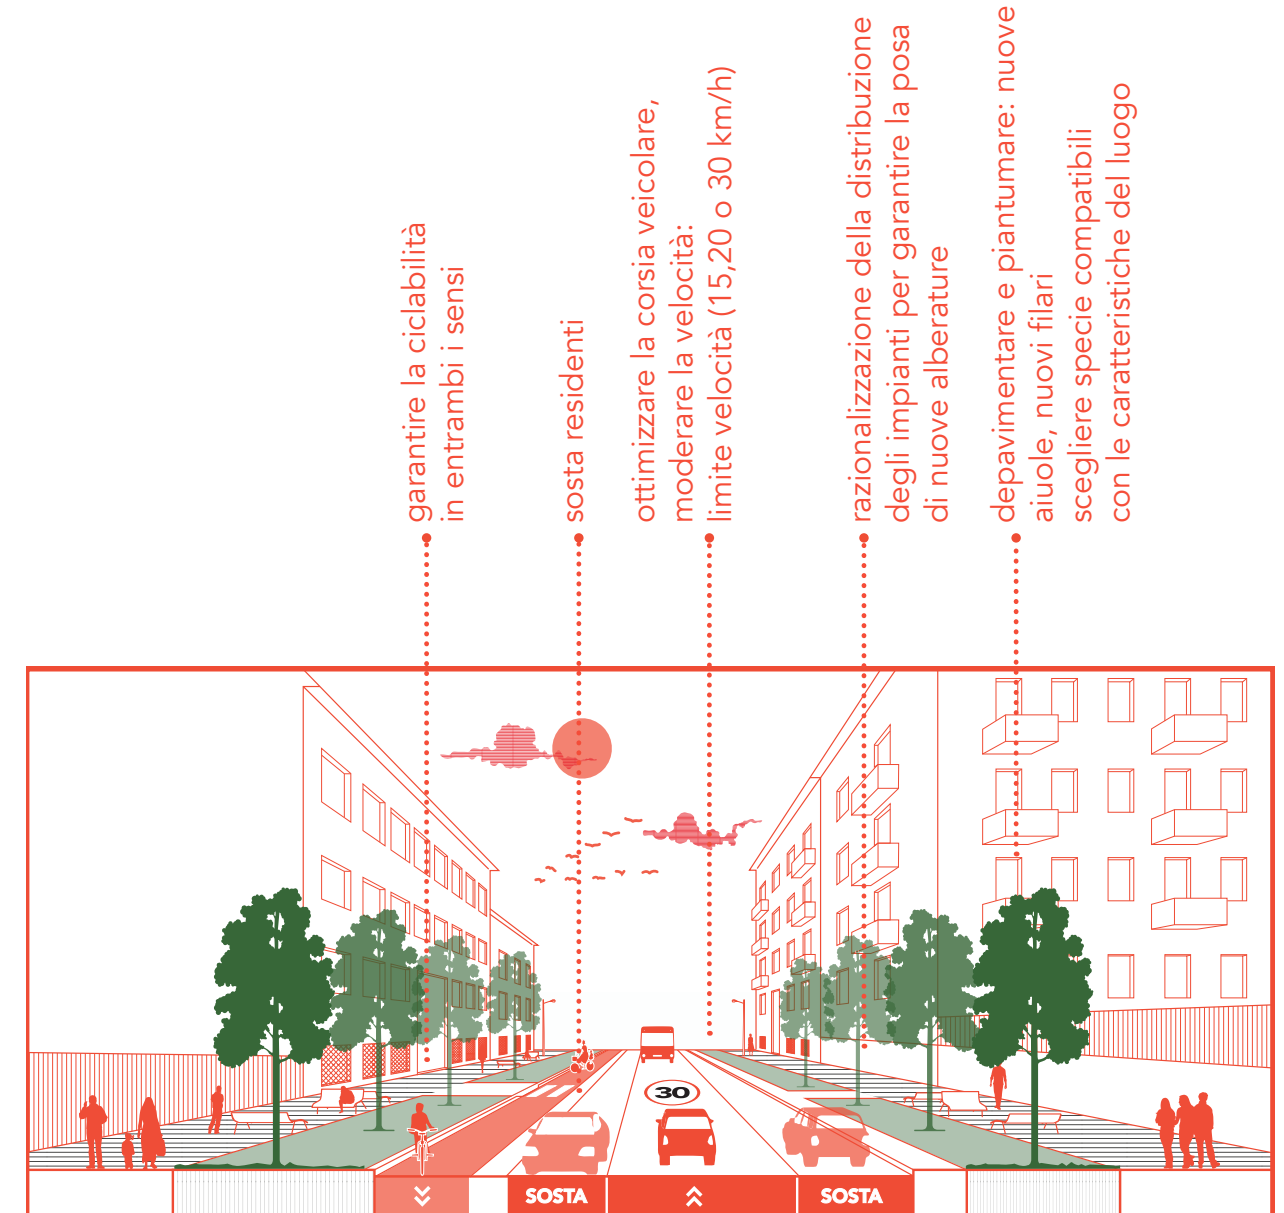 garantire la ciclabilità
in entrambi i sensi
sosta residenti
ottimizzare la corsia veicolare,
moderare la velocità:
limite velocità (15,20 o 30 km/h)
razionalizzazione della distribuzione
degli impianti per garantire la posa
di nuove alberature
depavimentare e piantumare: nuove
aiuole, nuovi filari
scegliere specie compatibili
con le caratteristiche del luogo
30
SOSTA
SOSTA